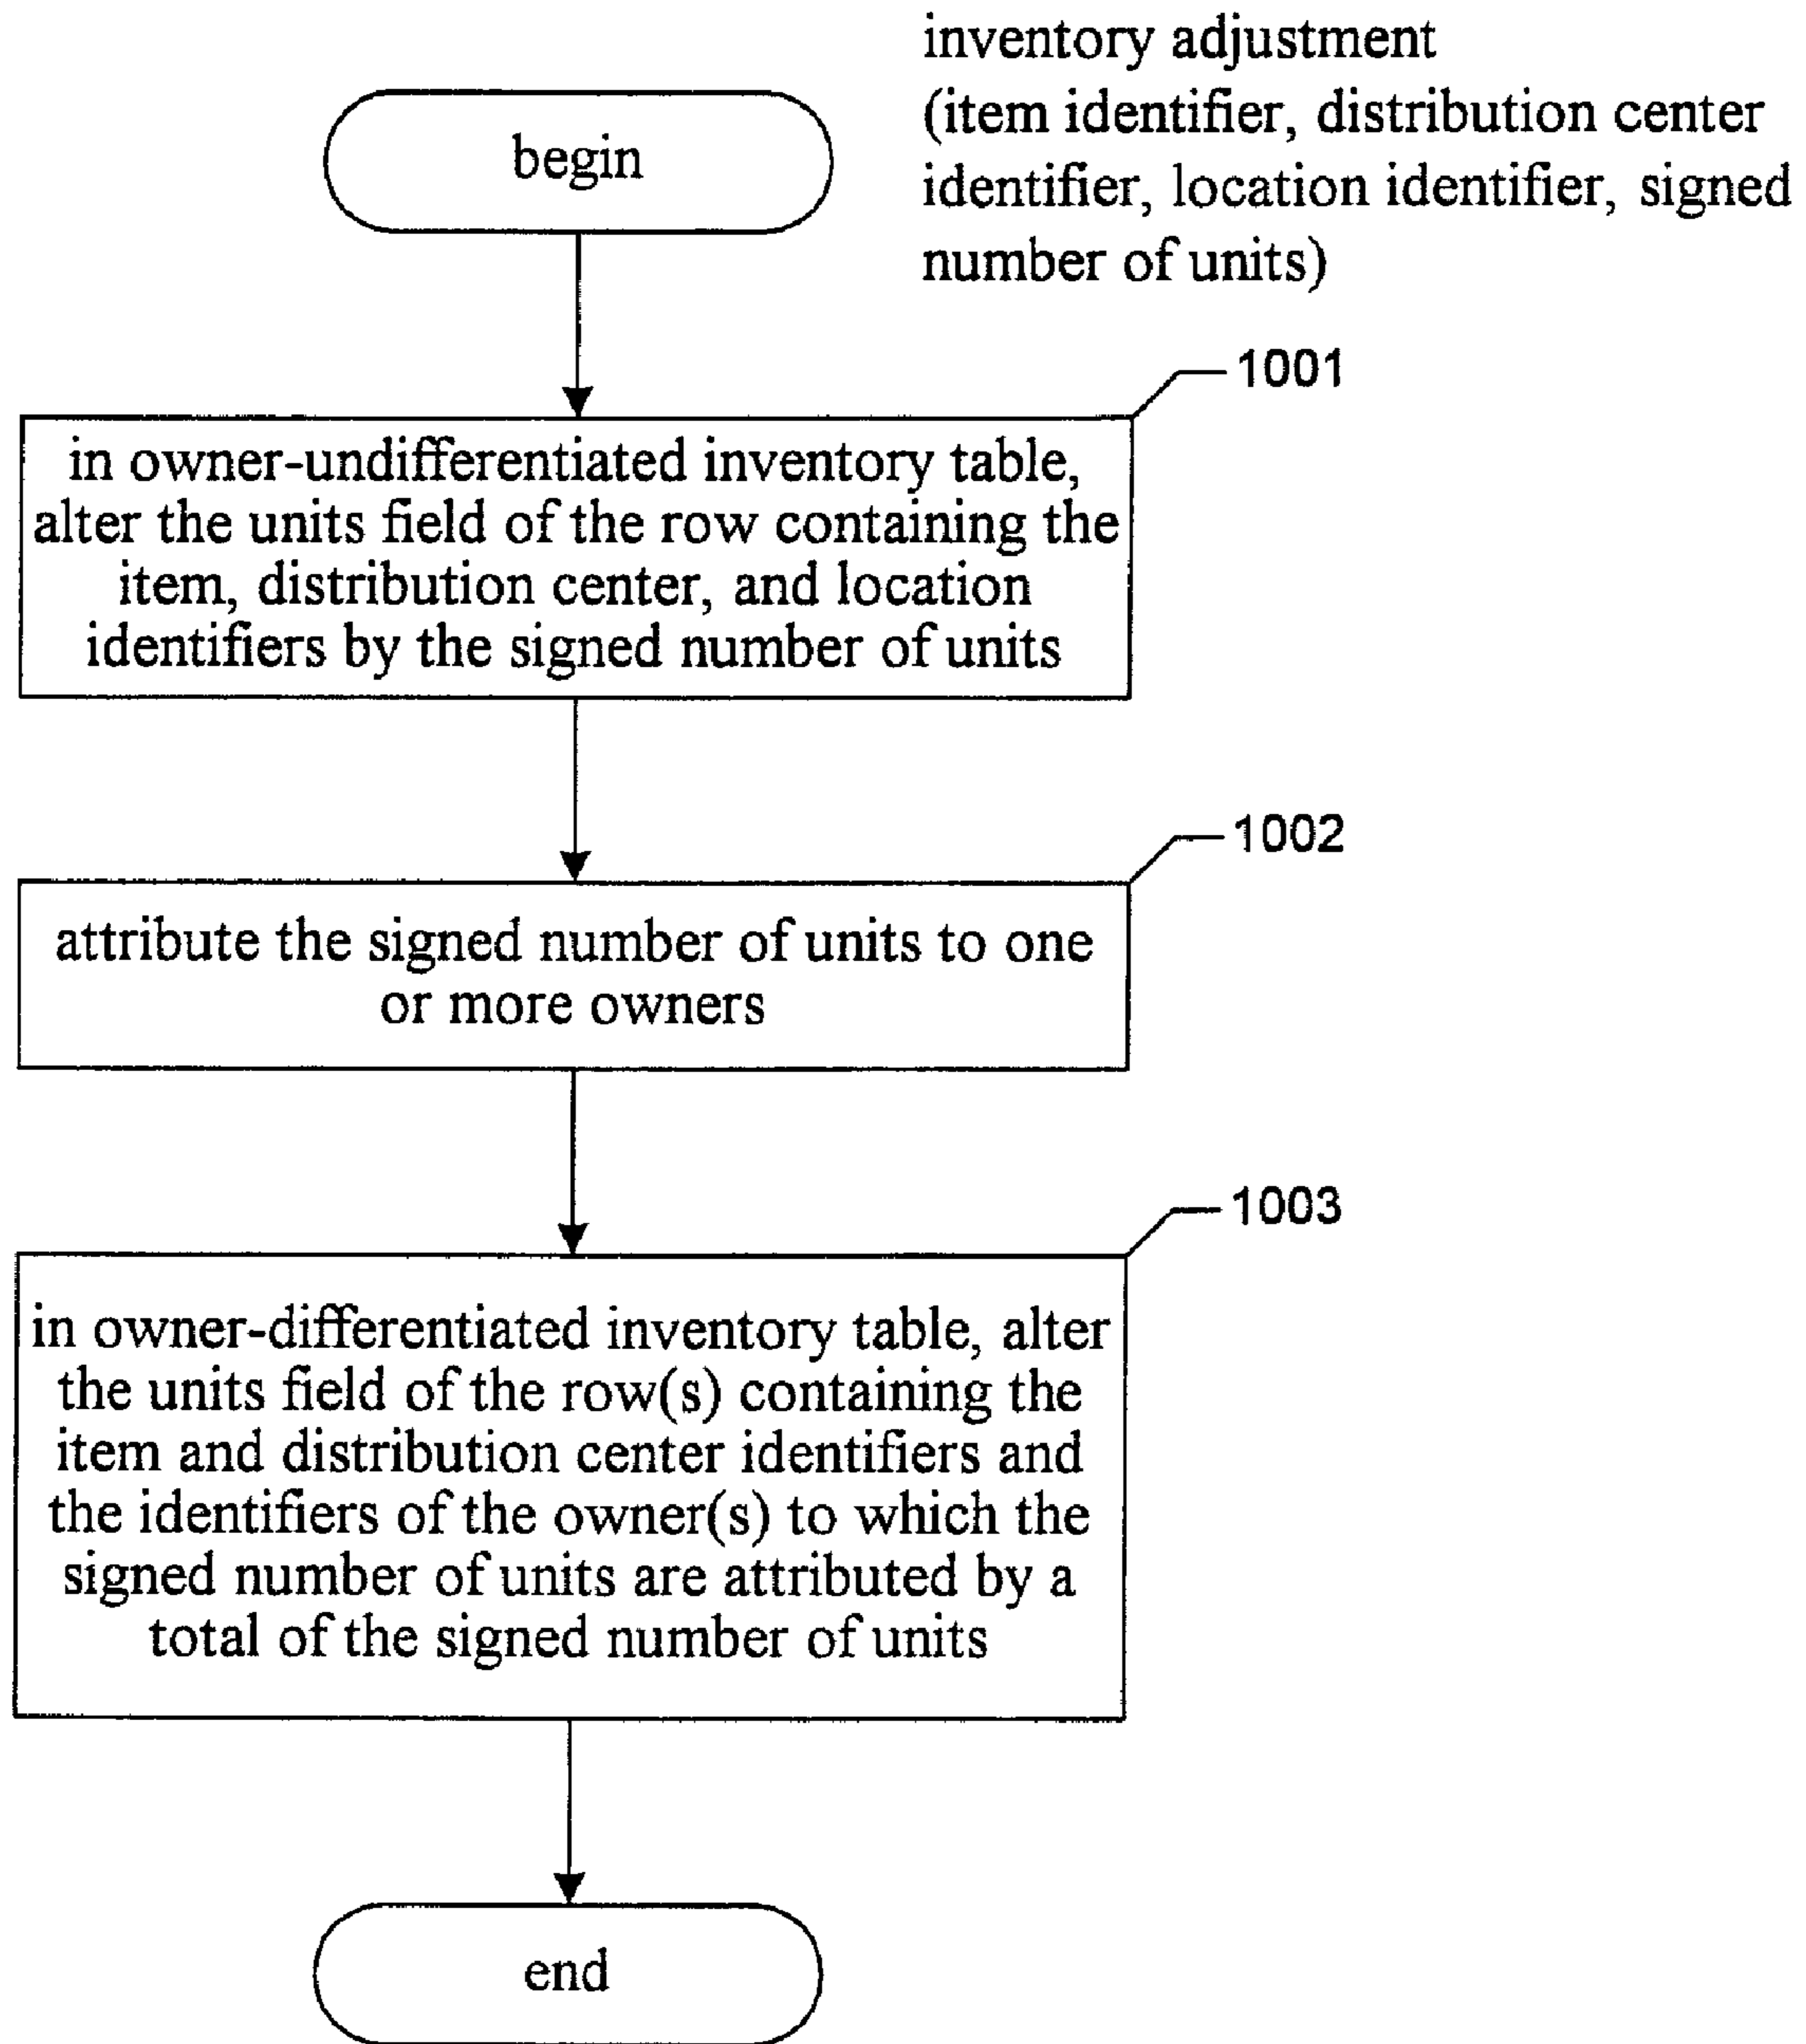 inventory adjustment
(item identifier, distribution center
identifier, location identifier, signed
number of units)
begin
1001
in owner-undifferentiated inventory table,
alter the units field of the row containing the
item, distribution center, and location
identifiers by the signed number of units
1002
attribute the signed number of units to one
or more owners
1003
in owner-differentiated inventory table, alter
the units field of the row(s) containing the
item and distribution center identifiers and
the identifiers of the owner(s) to which the
signed number of units are attributed by a
total of the signed number of units
end